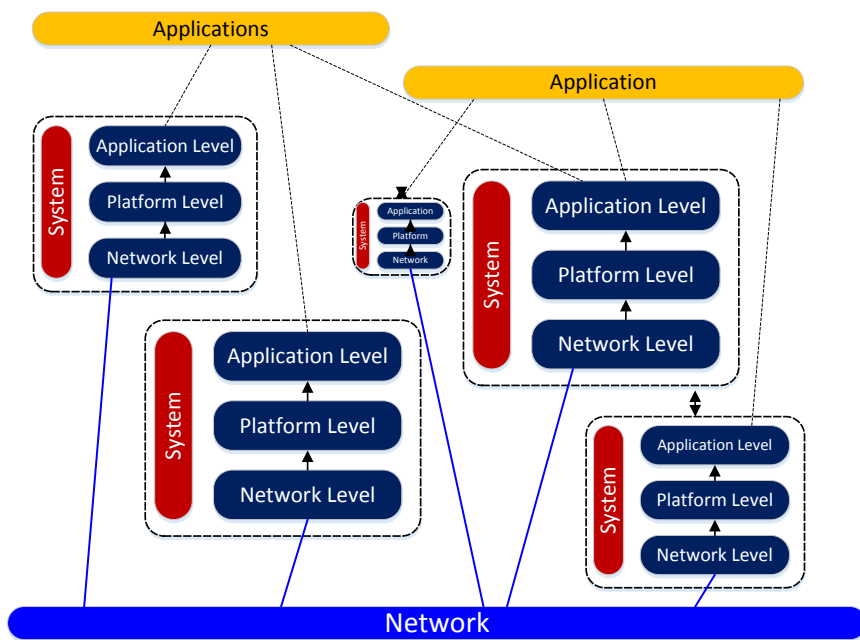 Applications
Application
System
Application Level
Platform Level
Network Level
System
Application
Platform
Network
System
Application Level
Platform Level
Network Level
System
Application Level
Platform Level
Network Level
System
Application Level
Platform Level
Network Level
Network